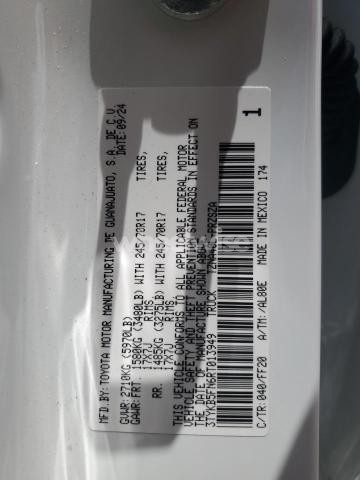 MFD.BY: TOYOTA MOTOR MANUFACTURING DE GUANAJUATO, S.A. DE C.V.
DATE: 09/24
GVWR: 2710KG (5970LB)
GAWR: FRT. 1580KG (3480LB) WITH 245/70R17 TIRES,
17X7J RIMS,
RR. 1485KG (3275LB) WITH 245/70R17 TIRES,
17X7J RIMS,
THIS VEHICLE CONFORMS TO ALL APPLICABLE FEDERAL MOTOR
VEHICLE SAFETY AND THEFT PREVENTION STANDARDS IN EFFECT ON
THE DATE OF MANUFACTURE SHOWN ABOVE.
3TYKB5FN6RT013949 TRUCK
C/TR: 040/FF20 A/TM: /AL80E MADE IN MEXICO 174
1